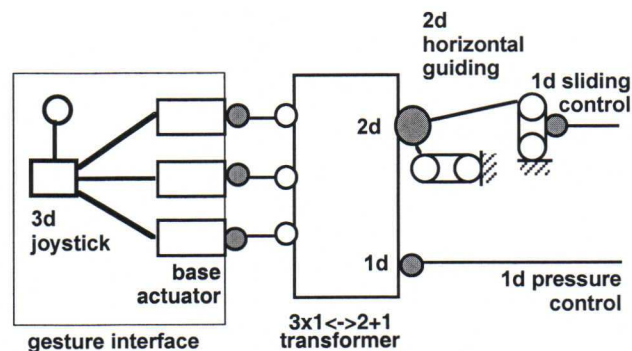 2d
horizontal
guiding
1d sliding
control
2d
3d
joystick
base
actuator
1d
1d pressure
control
gesture interface
3x1<->2+1
transformer